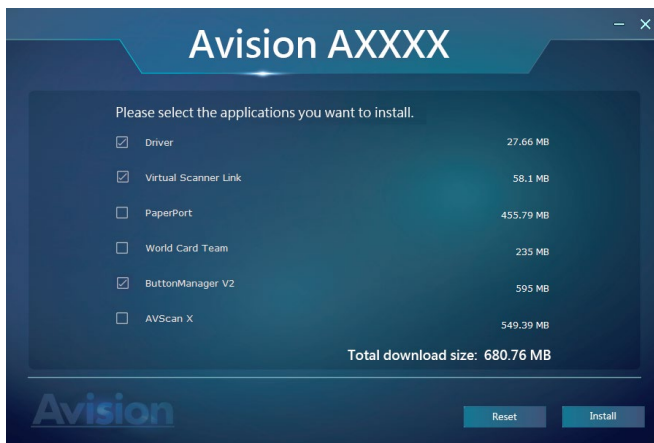 Avision AXXXX
Please select the applications you want to install.
Driver 27.66 MB
Virtual Scanner Link 58.1 MB
PaperPort 455.79 MB
World Card Team 235 MB
ButtonManager V2 595 MB
AVScan X 549.39 MB
Total download size: 680.76 MB
Avision Reset Install